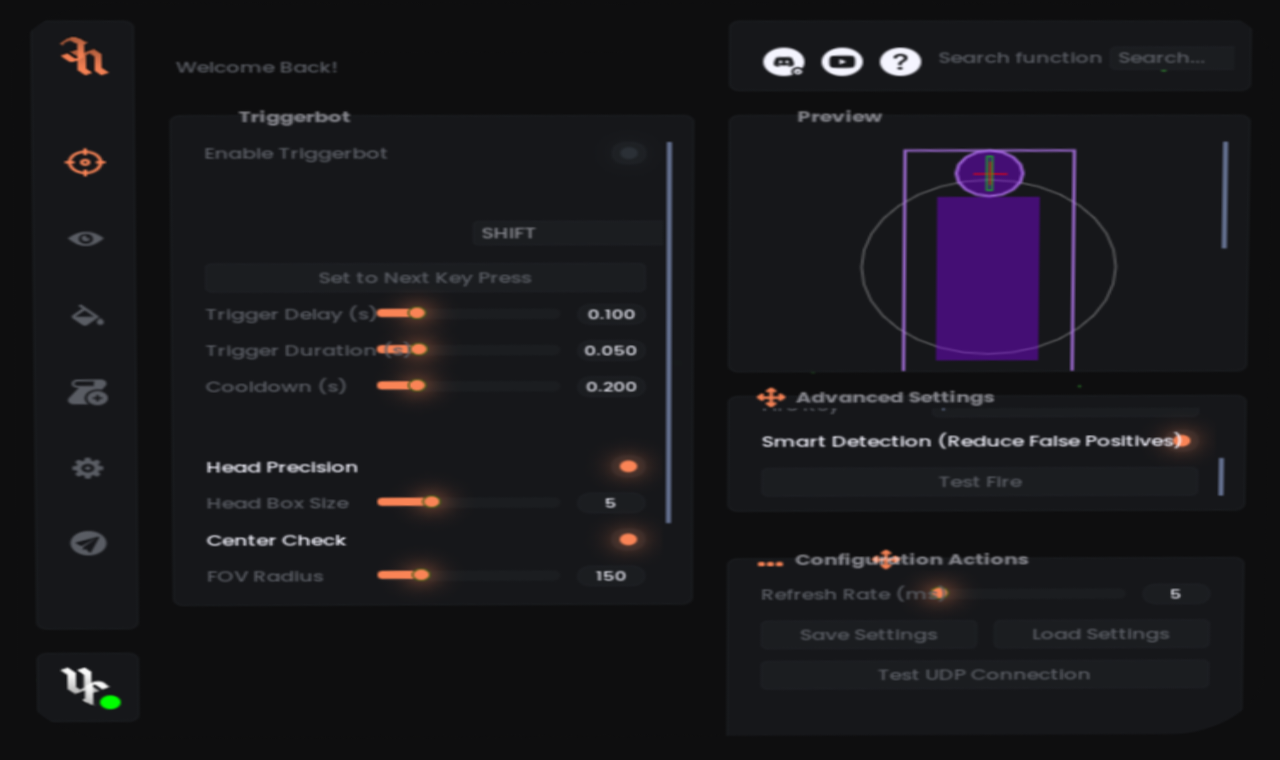 Welcome Back!
Search function
Search...
Triggerbot
Enable Triggerbot
SHIFT
Set to Next Key Press
Trigger Delay (s)
0.100
Trigger Duration (s)
0.050
Cooldown (s)
0.200
Head Precision
Head Box Size
5
Center Check
FOV Radius
150
Preview
Advanced Settings
Smart Detection (Reduce False Positives)
Test Fire
Configuration Actions
Refresh Rate (ms)
5
Save Settings
Load Settings
Test UDP Connection